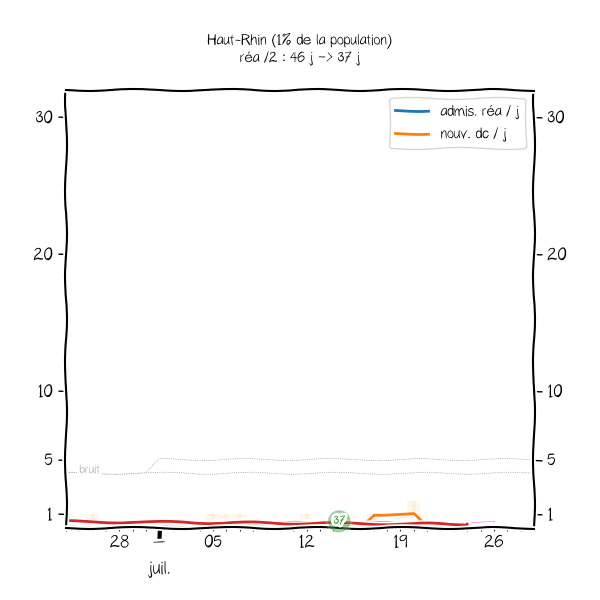 Haut-Rhin (1% de la population)
réa /2 : 46 j -> 37 j
admis. réa / j
nouv. dc / j
30 30
20 20
10 10
5 5
bruit
1 1
37
28 1 05 12 19 26
juil.